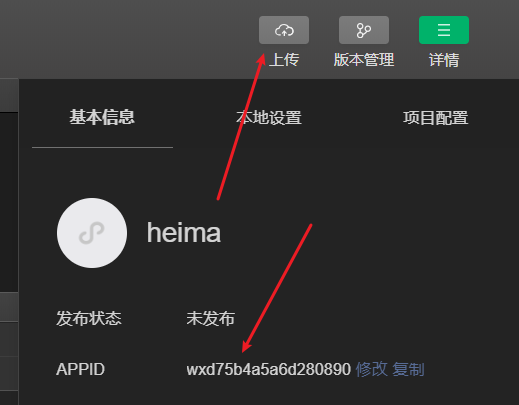 上传 版本管理 详情
基本信息 本地设置 项目配置
heima
发布状态 未发布
APPID wxd75b4a5a6d280890 修改 复制